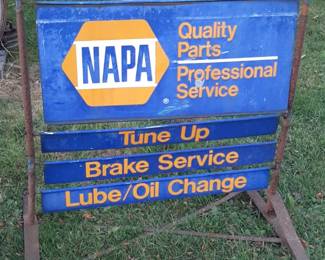 NAPA
®
Quality
Parts
Professional
Service
Tune Up
Brake Service
Lube/Oil Change